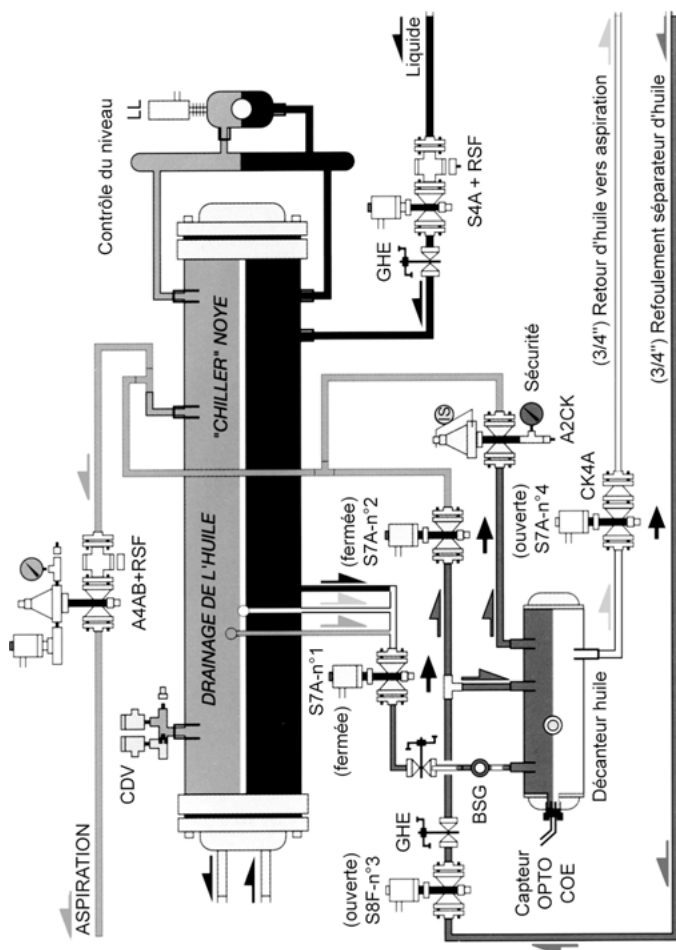 Contrôle du niveau
LL
Liquide
S4A + RSF
GHE
"CHILLER" NOYE
DRAINAGE DE L'HUILE
A4AB+RSF
CDV
ASPIRATION
(fermée)
S7A-n°1
(fermée)
S7A-n°2
IS
Sécurité
A2CK
(ouverte)
S7A-n°4
CK4A
(3/4") Retour d'huile vers aspiration
(3/4") Refoulement séparateur d'huile
BSG
GHE
(ouverte)
S8F-n°3
Décanteur huile
Capteur
OPTO
COE